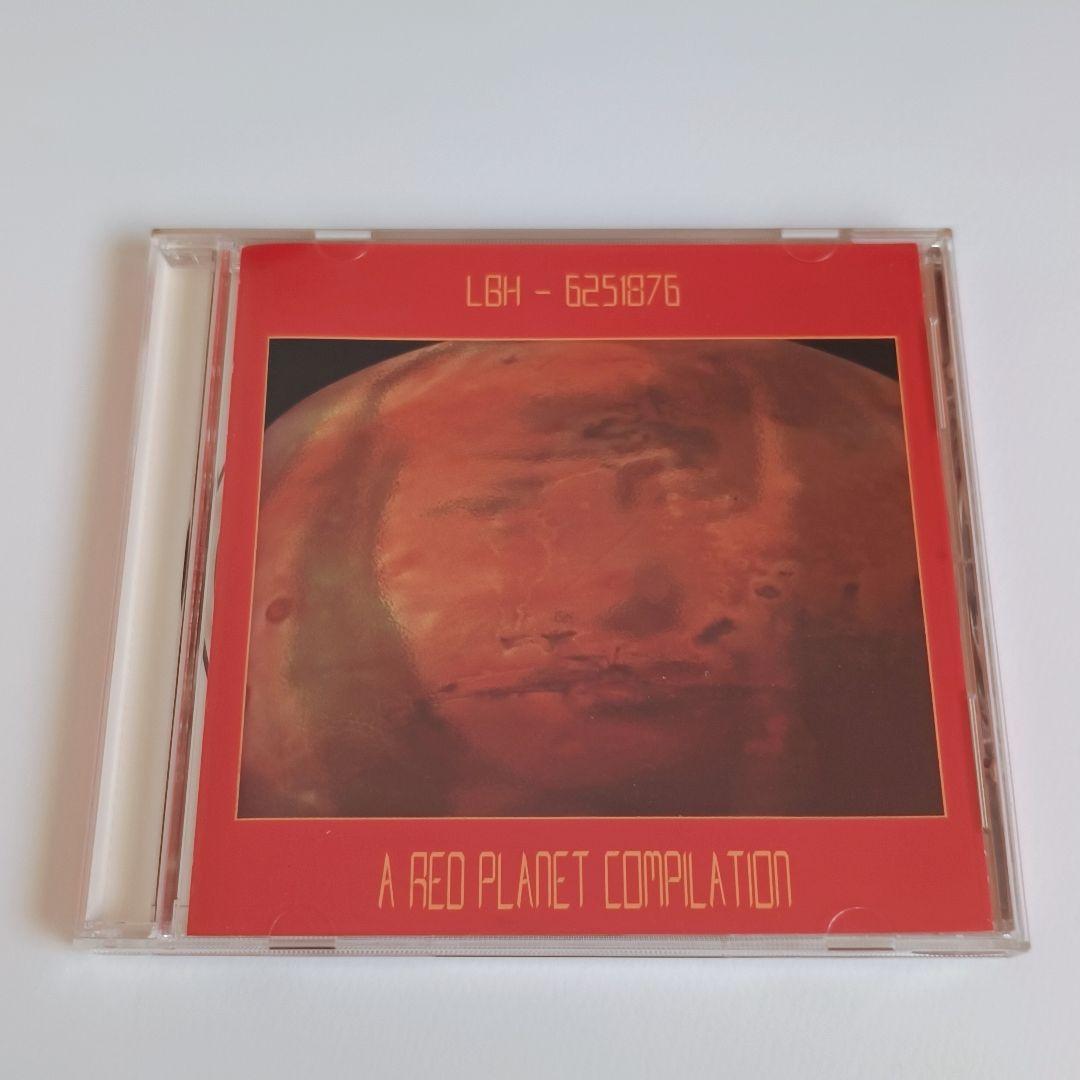 LBH - 6251876
A RED PLANET COMPILATION